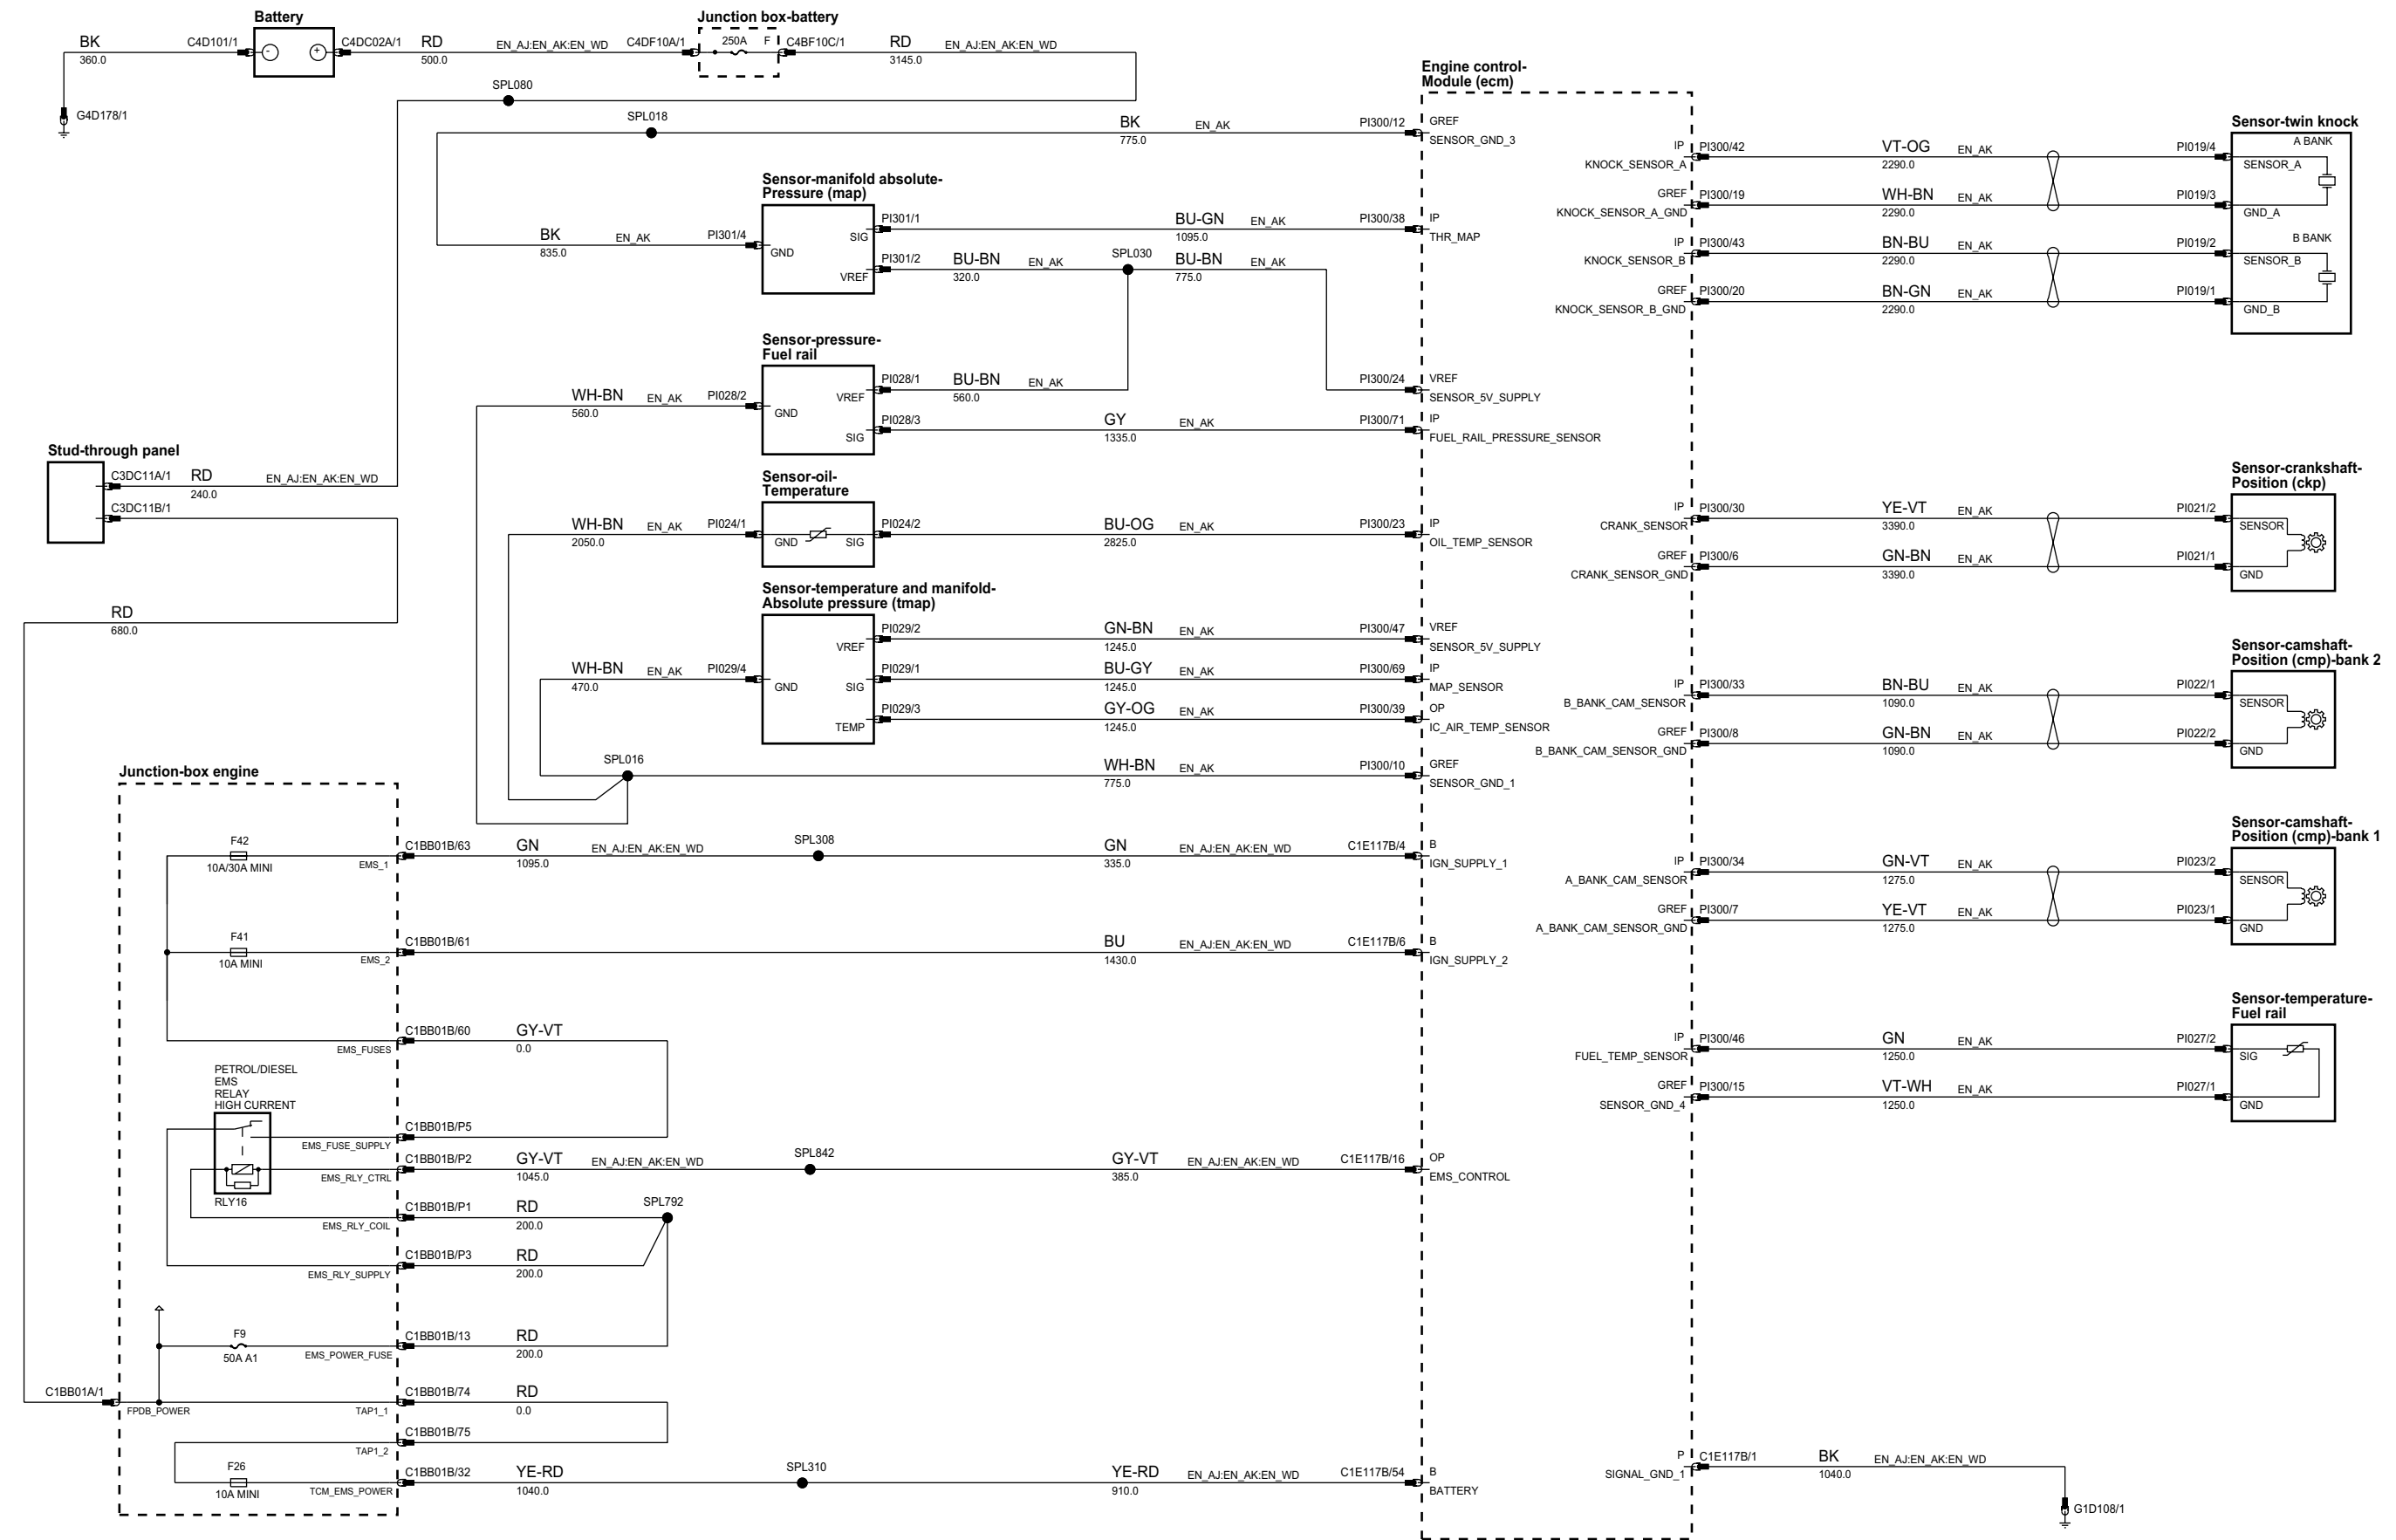 Battery
BK
360.0
C4D101/1
-
+
C4DC02A/1
RD
500.0
EN_AJ:EN_AK:EN_WD
C4DF10A/1
Junction box-battery
250A F
C4BF10C/1
RD
3145.0
EN_AJ:EN_AK:EN_WD
G4D178/1
SPL080
SPL018
BK
775.0
EN_AK
PI300/12
GREF
SENSOR_GND_3
Engine control-
Module (ecm)
Sensor-manifold absolute-
Pressure (map)
BK
835.0
EN_AK
PI301/4
GND
SIG
VREF
PI301/1
BU-GN
1095.0
EN_AK
PI300/38
IP
THR_MAP
PI301/2
BU-BN
320.0
EN_AK
SPL030
BU-BN
775.0
EN_AK
Sensor-pressure-
Fuel rail
WH-BN
560.0
EN_AK
PI028/2
GND
VREF
SIG
PI028/1
BU-BN
560.0
EN_AK
PI300/24
VREF
SENSOR_5V_SUPPLY
PI028/3
GY
1335.0
EN_AK
PI300/71
IP
FUEL_RAIL_PRESSURE_SENSOR
Stud-through panel
C3DC11A/1
RD
240.0
EN_AJ:EN_AK:EN_WD
C3DC11B/1
RD
680.0
Sensor-oil-
Temperature
WH-BN
2050.0
EN_AK
PI024/1
GND
SIG
PI024/2
BU-OG
2825.0
EN_AK
PI300/23
IP
OIL_TEMP_SENSOR
Sensor-temperature and manifold-
Absolute pressure (tmap)
WH-BN
470.0
EN_AK
PI029/4
GND
VREF
SIG
TEMP
PI029/2
GN-BN
1245.0
EN_AK
PI300/47
VREF
SENSOR_5V_SUPPLY
PI029/1
BU-GY
1245.0
EN_AK
PI300/69
IP
MAP_SENSOR
PI029/3
GY-OG
1245.0
EN_AK
PI300/39
OP
IC_AIR_TEMP_SENSOR
SPL016
WH-BN
775.0
EN_AK
PI300/10
GREF
SENSOR_GND_1
Junction-box engine
F42
10A/30A MINI
EMS_1
C1BB01B/63
GN
1095.0
EN_AJ:EN_AK:EN_WD
SPL308
GN
335.0
EN_AJ:EN_AK:EN_WD
C1E117B/4
B
IGN_SUPPLY_1
F41
10A MINI
EMS_2
C1BB01B/61
BU
1430.0
EN_AJ:EN_AK:EN_WD
C1E117B/6
B
IGN_SUPPLY_2
EMS_FUSES
C1BB01B/60
GY-VT
0.0
PETROL/DIESEL
EMS
RELAY
HIGH CURRENT
RLY16
EMS_FUSE_SUPPLY
C1BB01B/P5
EMS_RLY_CTRL
C1BB01B/P2
GY-VT
1045.0
EN_AJ:EN_AK:EN_WD
SPL842
GY-VT
385.0
EN_AJ:EN_AK:EN_WD
C1E117B/16
OP
EMS_CONTROL
EMS_RLY_COIL
C1BB01B/P1
RD
200.0
SPL792
EMS_RLY_SUPPLY
C1BB01B/P3
RD
200.0
F9
50A A1
EMS_POWER_FUSE
C1BB01B/13
RD
200.0
C1BB01A/1
FPDB_POWER
TAP1_1
C1BB01B/74
RD
0.0
TAP1_2
C1BB01B/75
F26
10A MINI
TCM_EMS_POWER
C1BB01B/32
YE-RD
1040.0
SPL310
YE-RD
910.0
EN_AJ:EN_AK:EN_WD
C1E117B/54
B
BATTERY
IP
KNOCK_SENSOR_A
PI300/42
VT-OG
2290.0
EN_AK
PI019/4
Sensor-twin knock
A BANK
SENSOR_A
GREF
KNOCK_SENSOR_A_GND
PI300/19
WH-BN
2290.0
EN_AK
PI019/3
GND_A
IP
KNOCK_SENSOR_B
PI300/43
BN-BU
2290.0
EN_AK
PI019/2
B BANK
SENSOR_B
GREF
KNOCK_SENSOR_B_GND
PI300/20
BN-GN
2290.0
EN_AK
PI019/1
GND_B
IP
CRANK_SENSOR
PI300/30
YE-VT
3390.0
EN_AK
PI021/2
Sensor-crankshaft-
Position (ckp)
SENSOR
GREF
CRANK_SENSOR_GND
PI300/6
GN-BN
3390.0
EN_AK
PI021/1
GND
IP
B_BANK_CAM_SENSOR
PI300/33
BN-BU
1090.0
EN_AK
PI022/1
Sensor-camshaft-
Position (cmp)-bank 2
SENSOR
GREF
B_BANK_CAM_SENSOR_GND
PI300/8
GN-BN
1090.0
EN_AK
PI022/2
GND
IP
A_BANK_CAM_SENSOR
PI300/34
GN-VT
1275.0
EN_AK
PI023/2
Sensor-camshaft-
Position (cmp)-bank 1
SENSOR
GREF
A_BANK_CAM_SENSOR_GND
PI300/7
YE-VT
1275.0
EN_AK
PI023/1
GND
IP
FUEL_TEMP_SENSOR
PI300/46
GN
1250.0
EN_AK
PI027/2
Sensor-temperature-
Fuel rail
SIG
GREF
SENSOR_GND_4
PI300/15
VT-WH
1250.0
EN_AK
PI027/1
GND
P
SIGNAL_GND_1
C1E117B/1
BK
1040.0
EN_AJ:EN_AK:EN_WD
G1D108/1